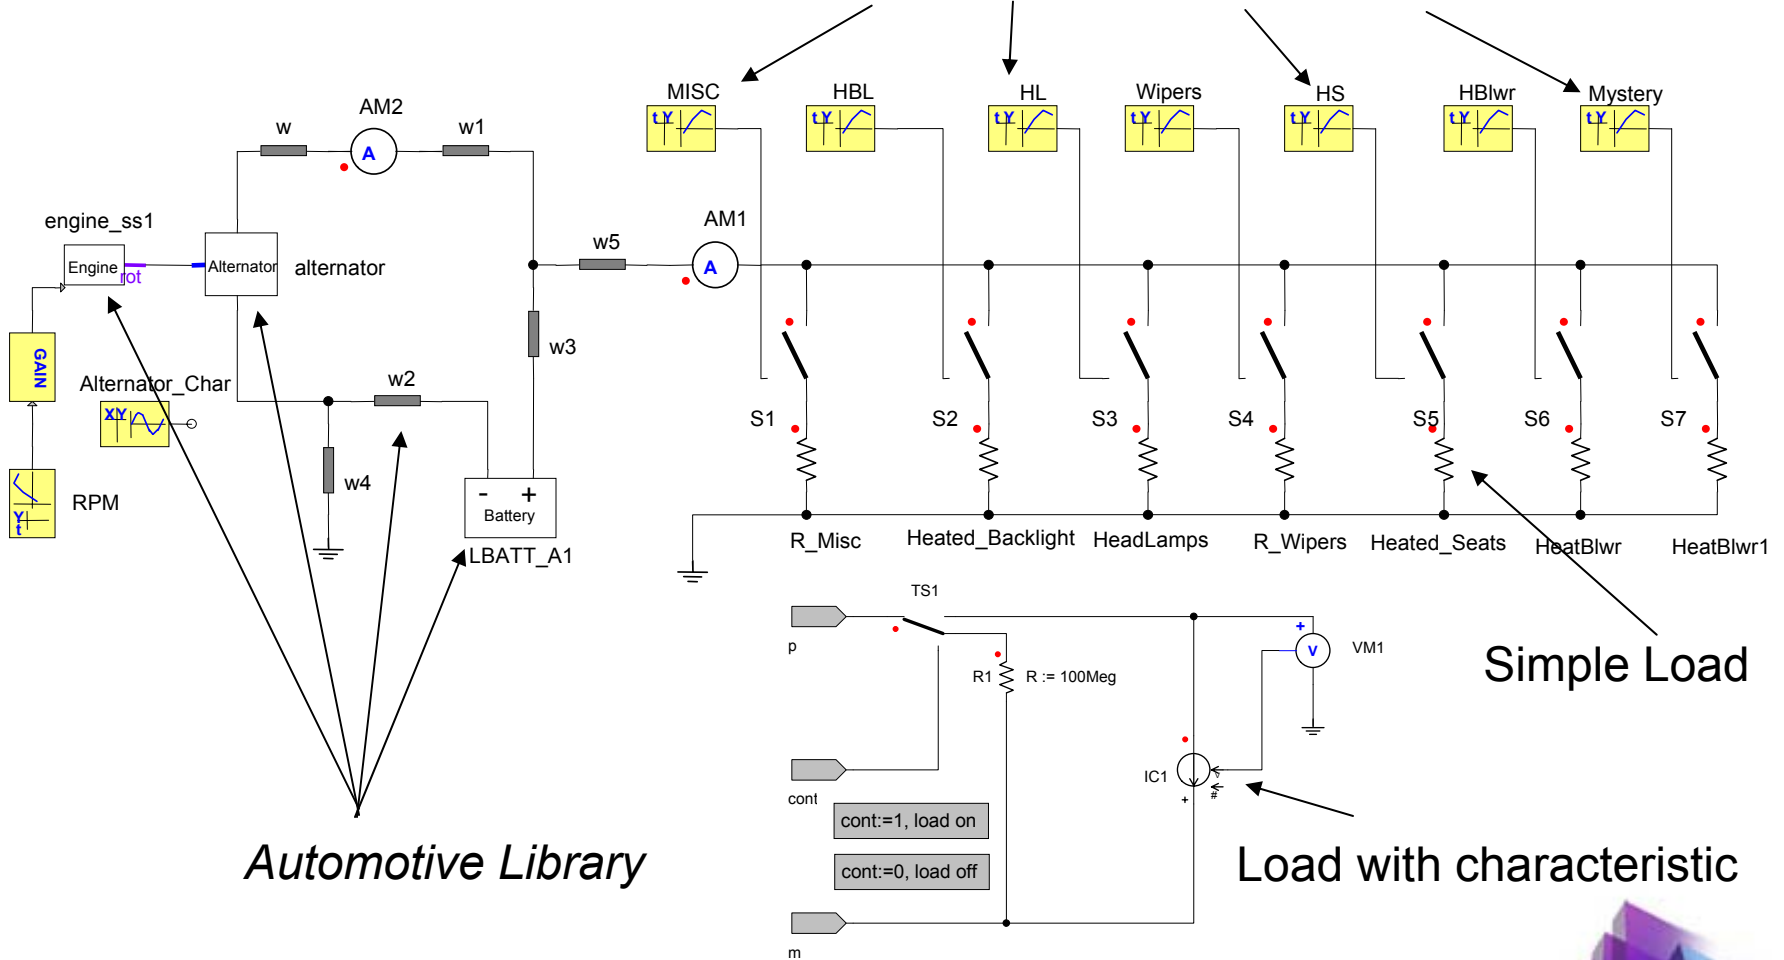 MISC HBL HL Wipers HS HBlwr Mystery
t Y t Y t Y t Y t Y t Y t Y
AM2
w A w1
engine_ss1 AM1
w5
Engine rot Alternator alternator A
GAIN w3
Alternator_Char w2
XY
S1 S2 S3 S4 S5 S6 S7
w4
RPM - +
Y t Battery
LBATT_A1
R_Misc Heated_Backlight HeadLamps R_Wipers Heated_Seats HeatBlwr HeatBlwr1
TS1
+
p V VM1
R1 R := 100Meg
Simple Load
IC1
cont + #
cont:=1, load on
cont:=0, load off
Automotive Library
Load with characteristic
m